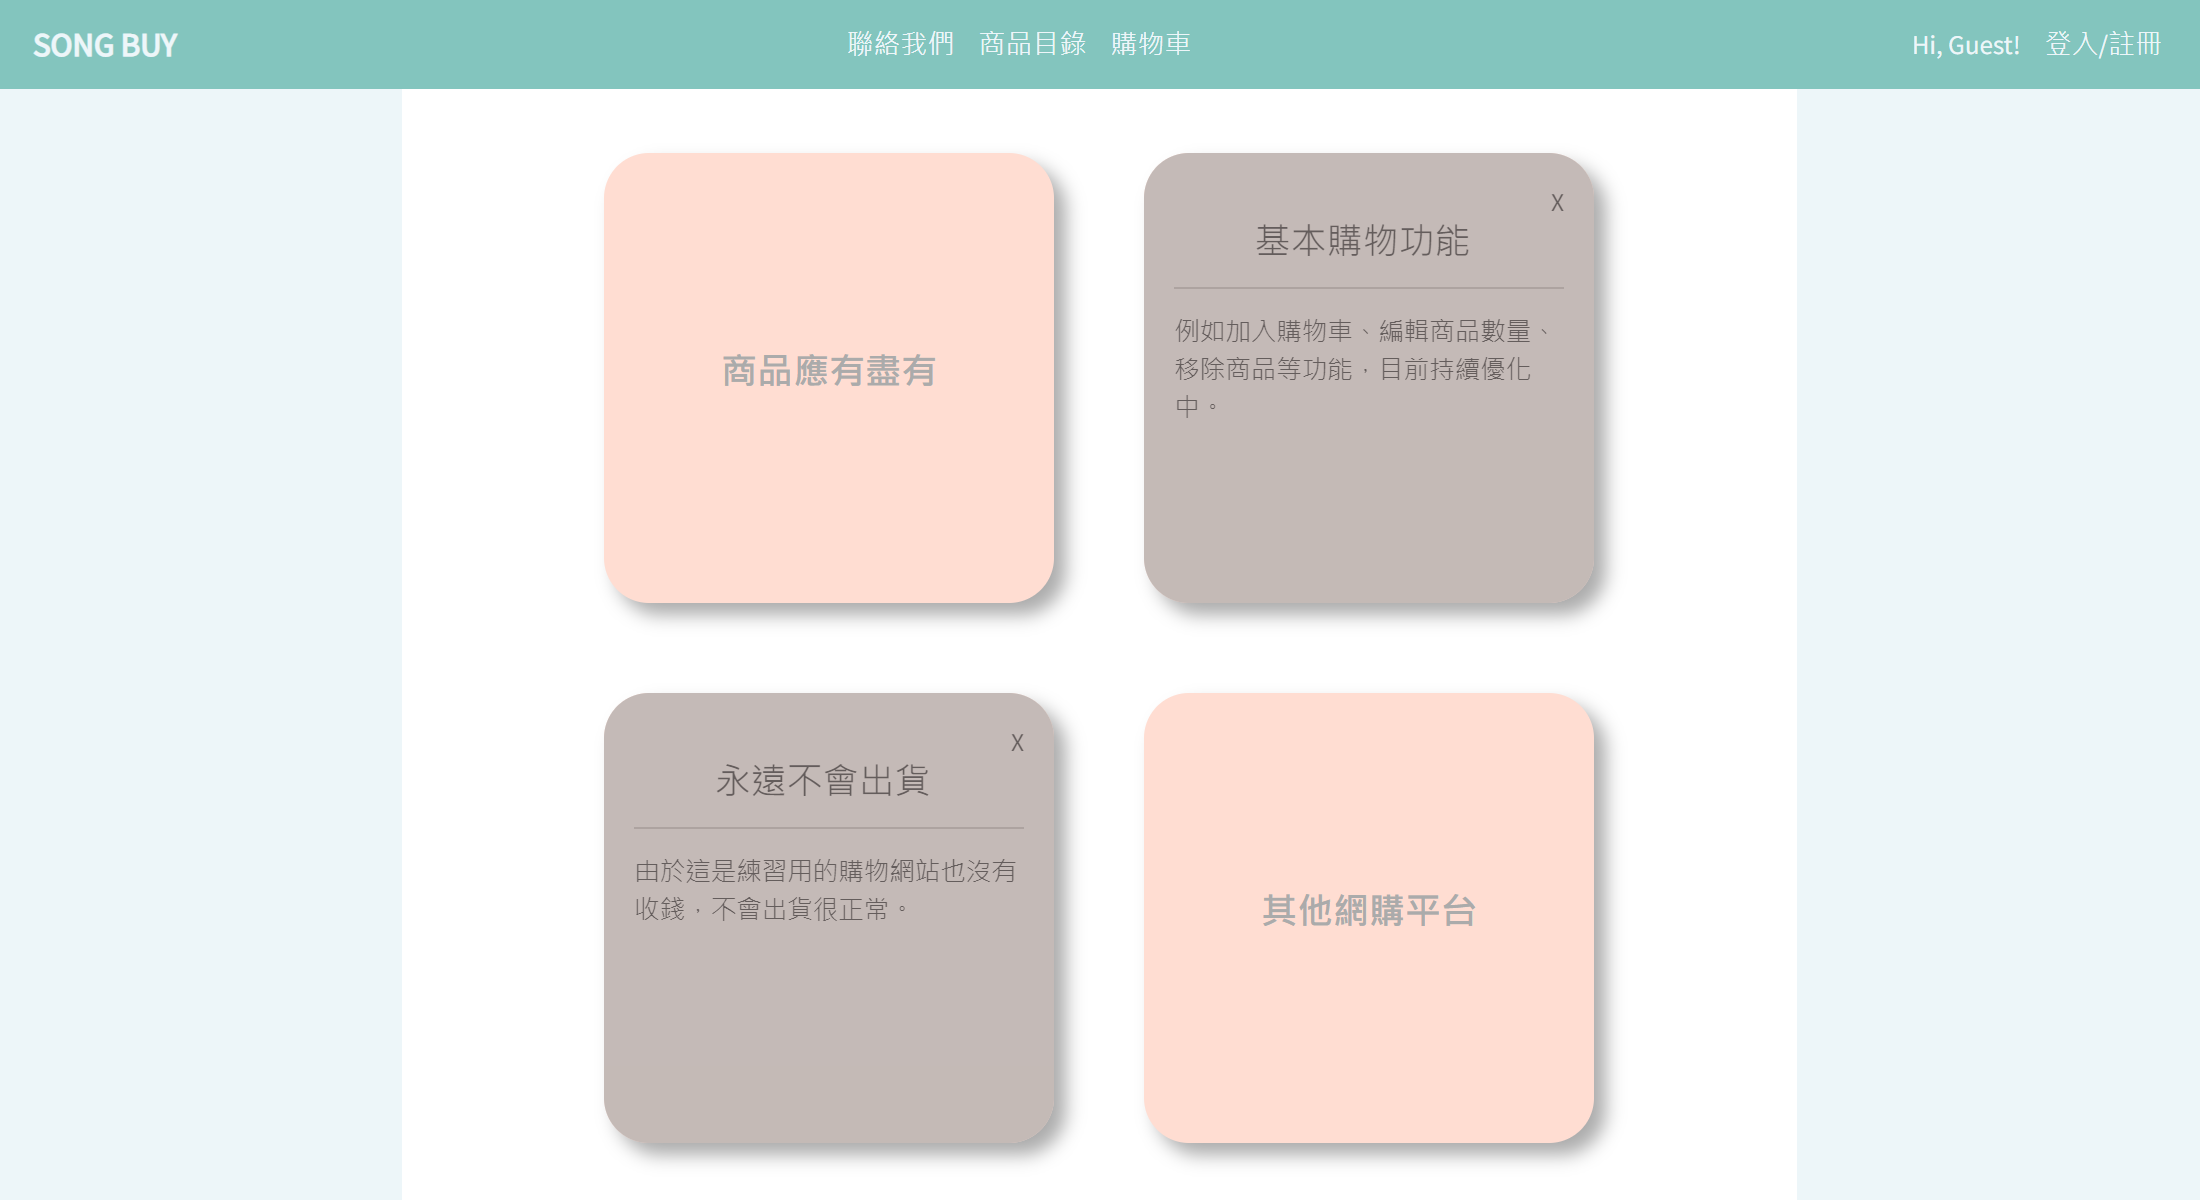 SONG BUY
聯絡我們 商品目錄 購物車
Hi, Guest! 登入/註冊
商品應有盡有
X
基本購物功能
例如加入購物車、編輯商品數量、
移除商品等功能，目前持續優化
中。
X
永遠不會出貨
由於這是練習用的購物網站也沒有
收錢，不會出貨很正常。
其他網購平台